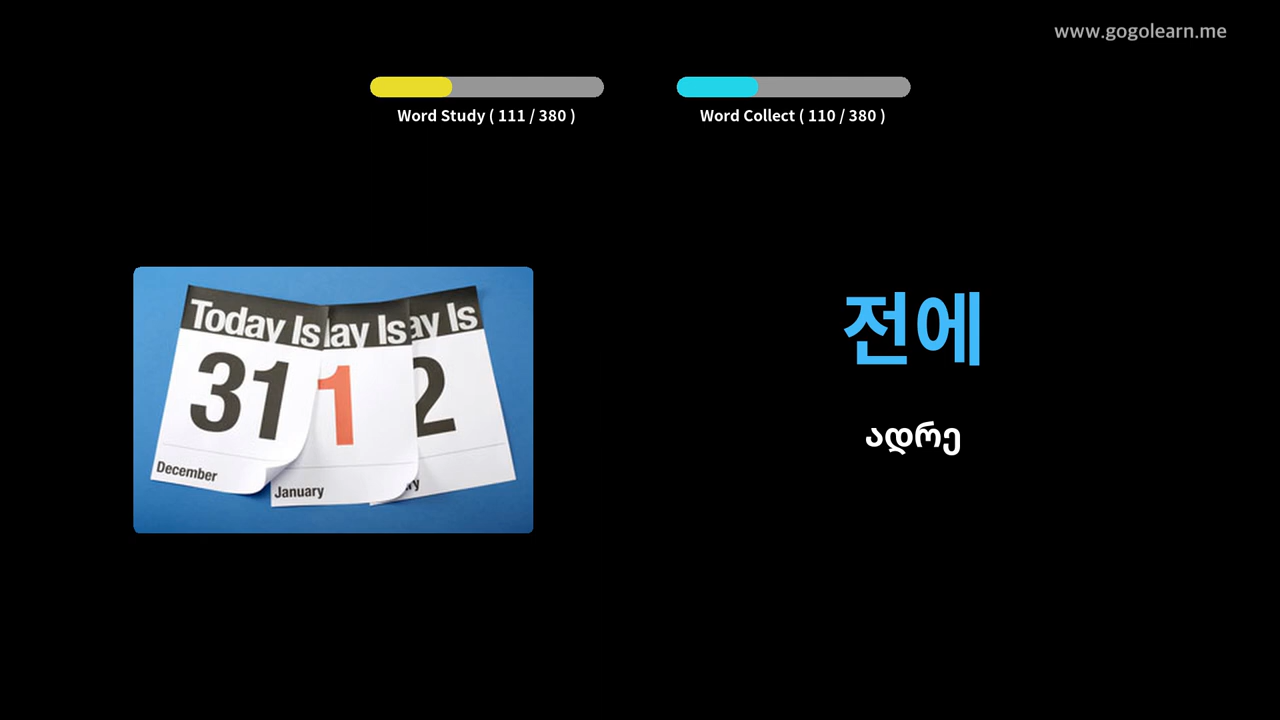 www.gogolearn.me
Word Study ( 111 / 380 )
Word Collect ( 110 / 380 )
Today Is
lay Is
ay Is
31
1
2
December
January
ry
전에
ადრე